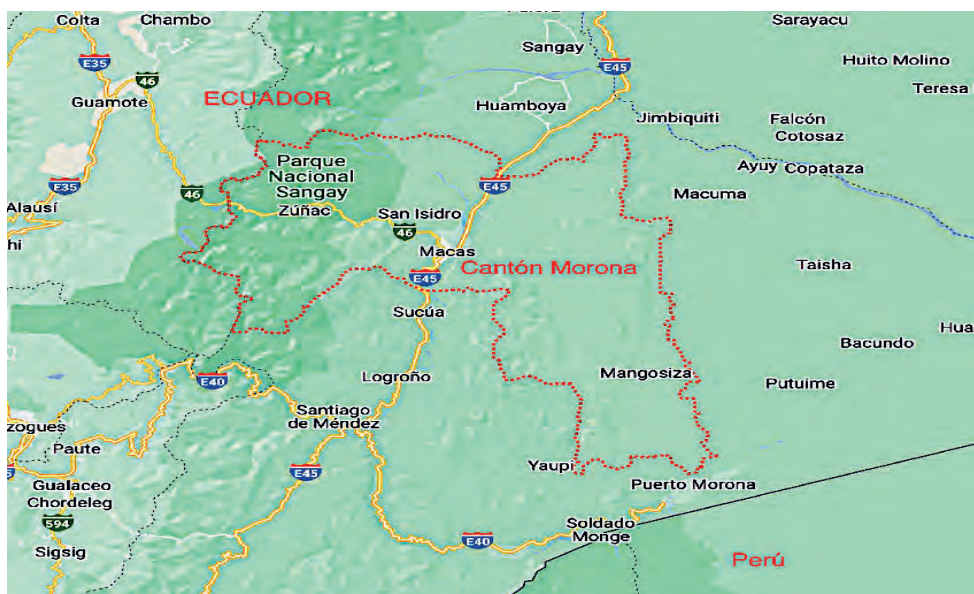 Colta
Chambo
Sarayacu
Sangay
E35
46
E45
Huito Molino
Guamote
ECUADOR
Huamboya
Teresa
Jimbiquiti
Falcón
Cotosaz
Parque
Nacional
Sangay
Zúñac
Ayuy
Copataza
E35
46
E45
Macuma
Alausí
San Isidro
46
hi
Macas
Cantón Morona
Taisha
E45
Sucúa
Hua
Bacundo
Logroño
Mangosiza
Putuime
E40
Santiago
de Méndez
zogues
Paute
E45
Yaupi
Puerto Morona
Gualaceo
Chordeleg
594
Soldado
Monge
E40
Sigsig
Perú